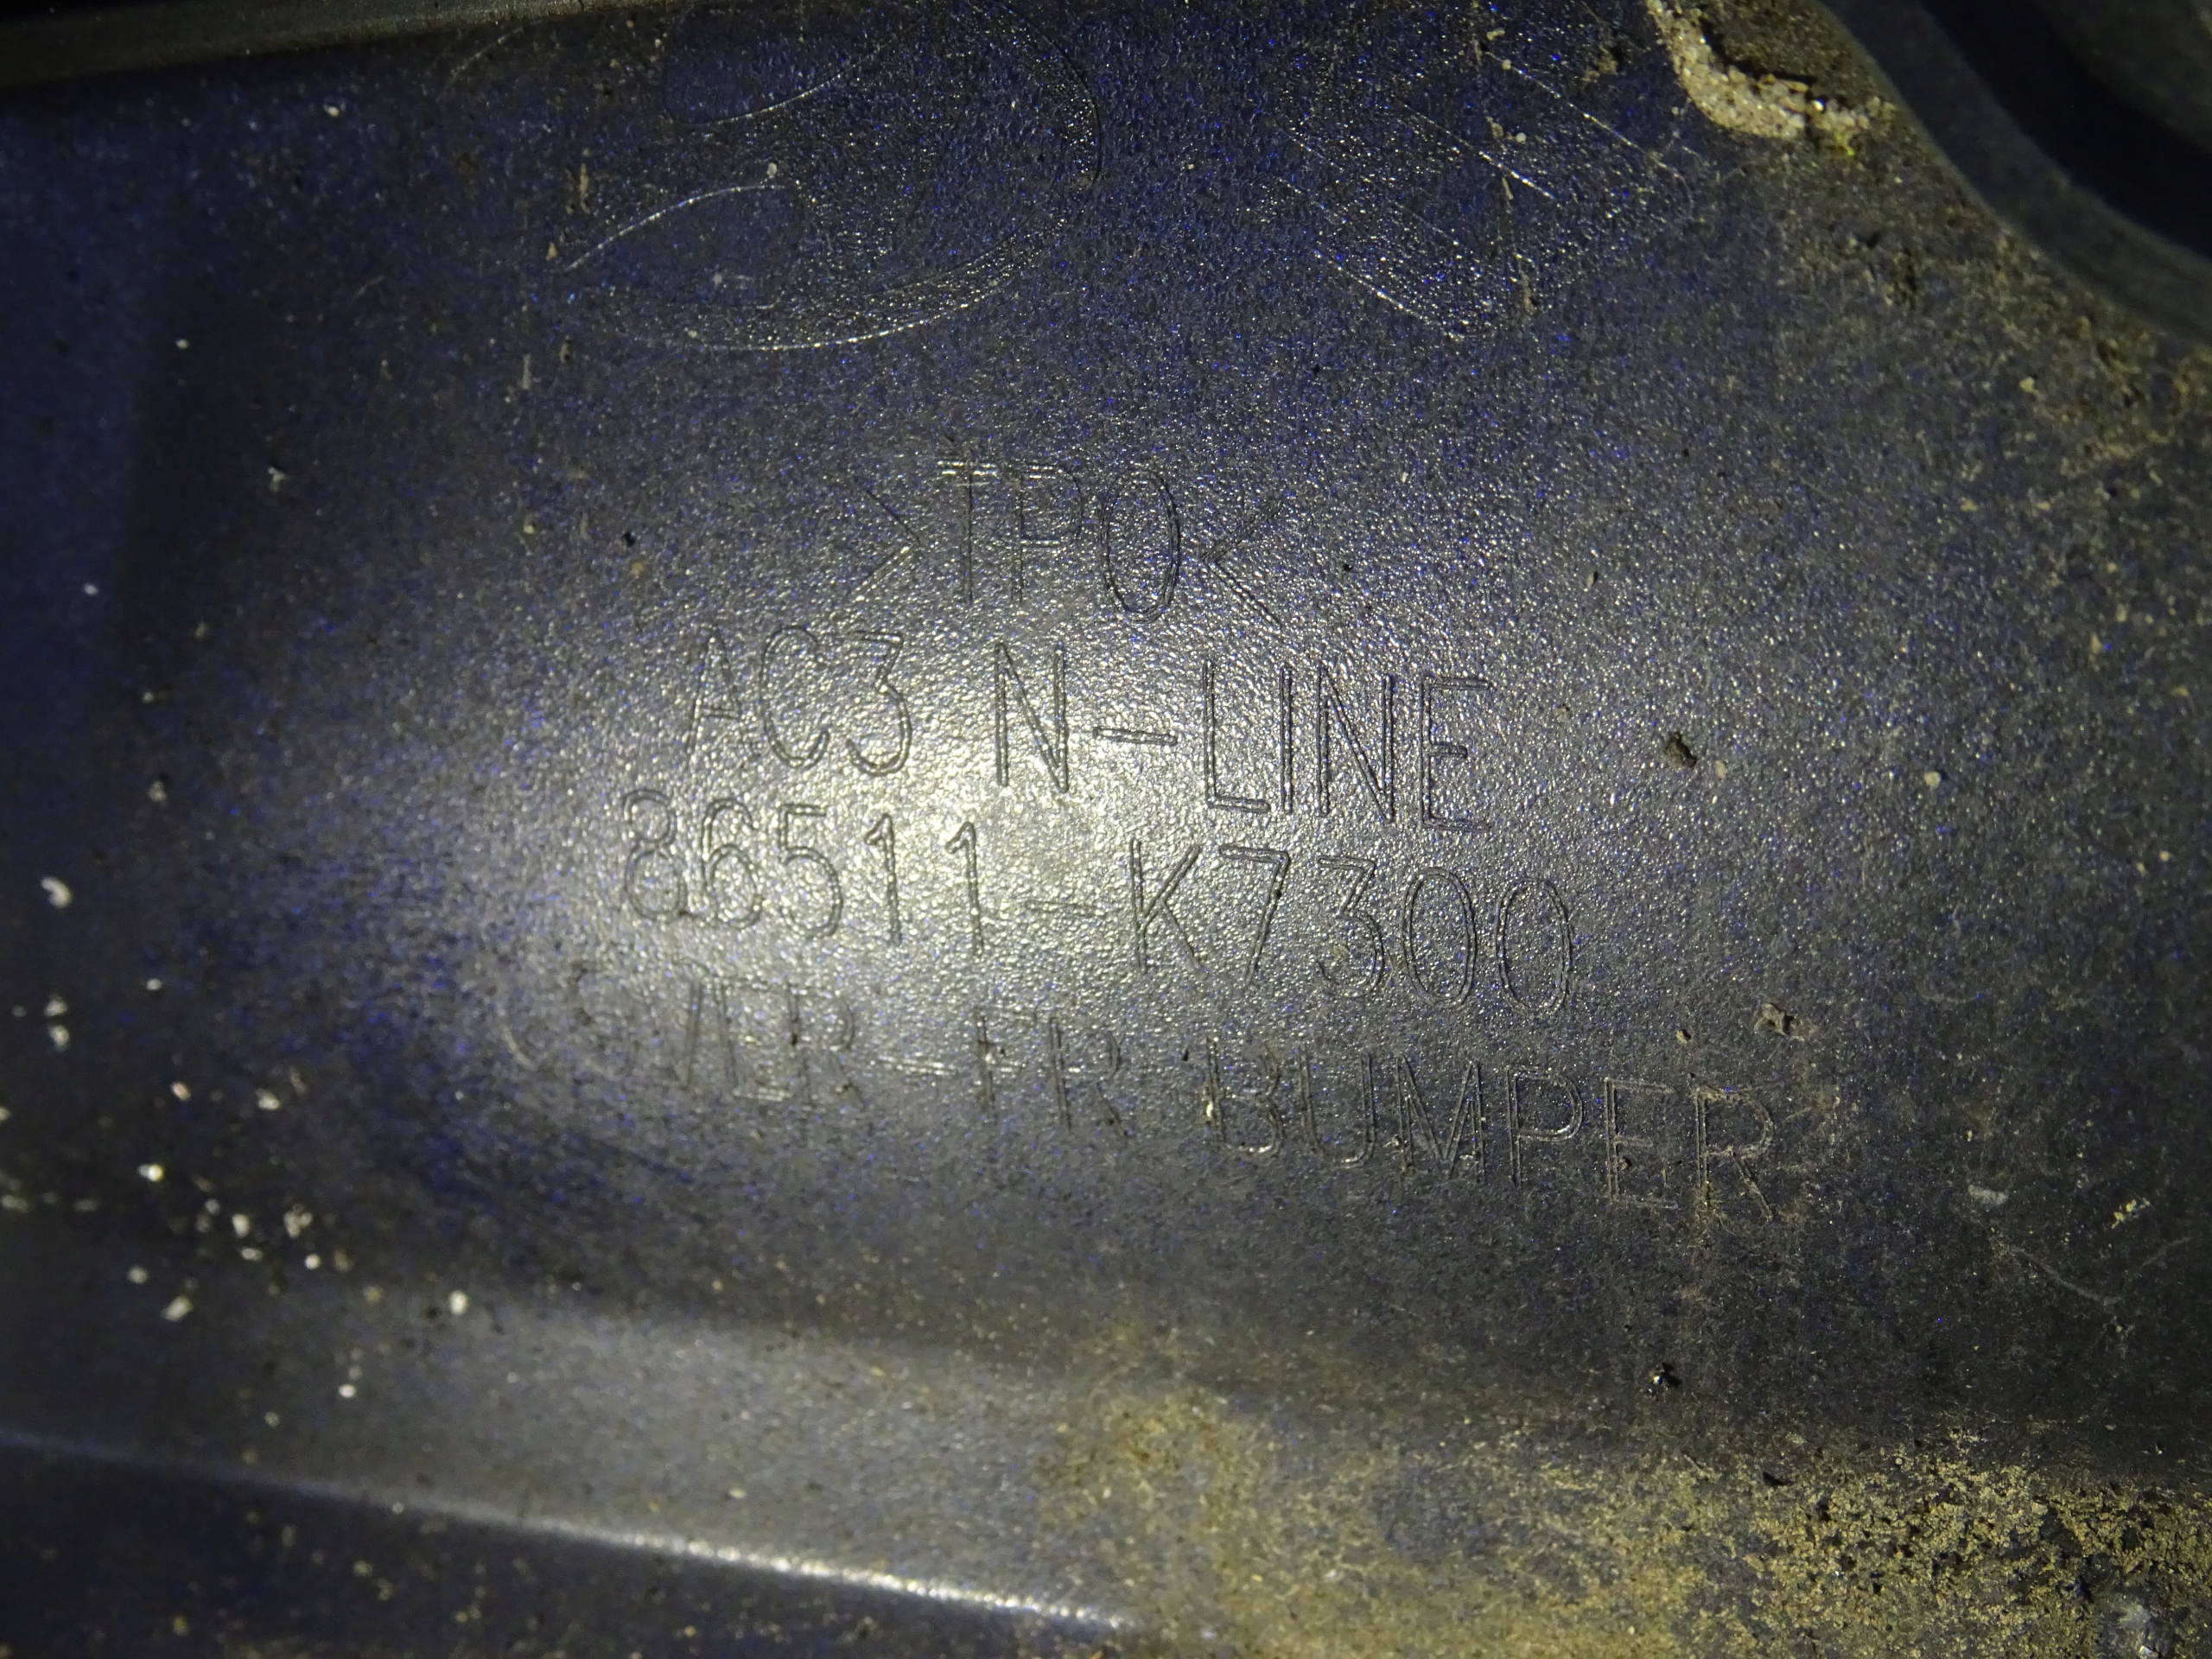 >TPO<
AC3 N-LINE
86511-K7300
COVER-FR BUMPER